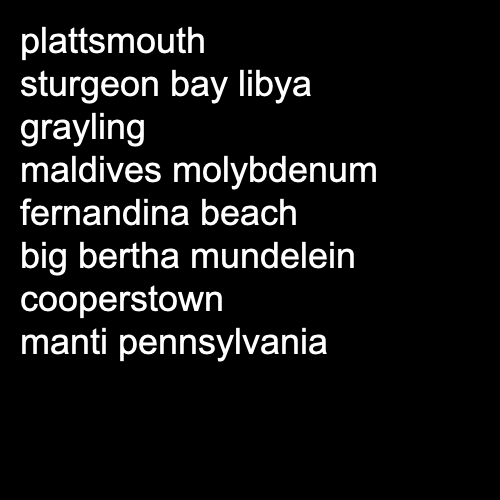 plattsmouth
sturgeon bay libya
grayling
maldives molybdenum
fernandina beach
big bertha mundelein
cooperstown
manti pennsylvania